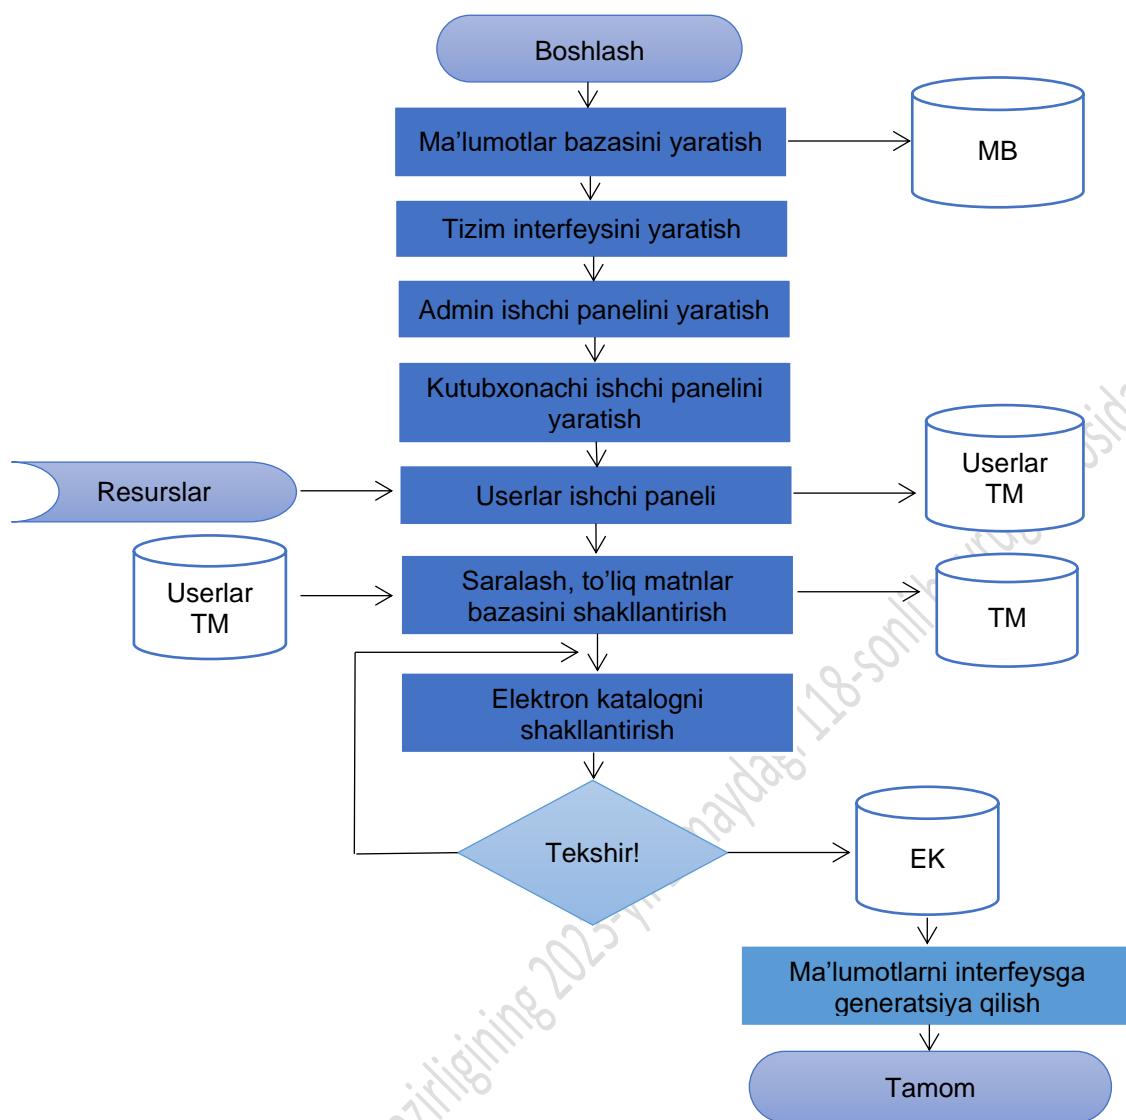 Boshlash
Ma’lumotlar bazasini yaratish
MB
Tizim interfeysini yaratish
Admin ishchi panelini yaratish
Kutubxonachi ishchi panelini
yaratish
Resurslar
Userlar ishchi paneli
Userlar
TM
Userlar
TM
Saralash, to’liq matnlar
bazasini shakllantirish
TM
Elektron katalogni
shakllantirish
Tekshir!
EK
Ma’lumotlarni interfeysga
generatsiya qilish
Tamom